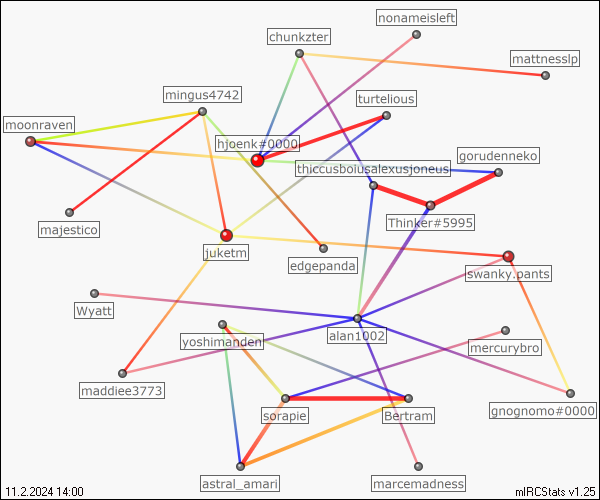 nonameisleft
chunkzter
mattnesslp
mingus4742
turtelious
moonraven
hjoenk#0000
gorudenneko
thiccusboiusalexusjoneus
Thinker#5995
majestico
juketm
edgepanda
swanky.pants
Wyatt
alan1002
yoshimanden
mercurybro
maddiee3773
gnognomo#0000
sorapie
Bertram
astral_amari
marcemadness
11.2.2024 14:00
mIRCStats v1.25